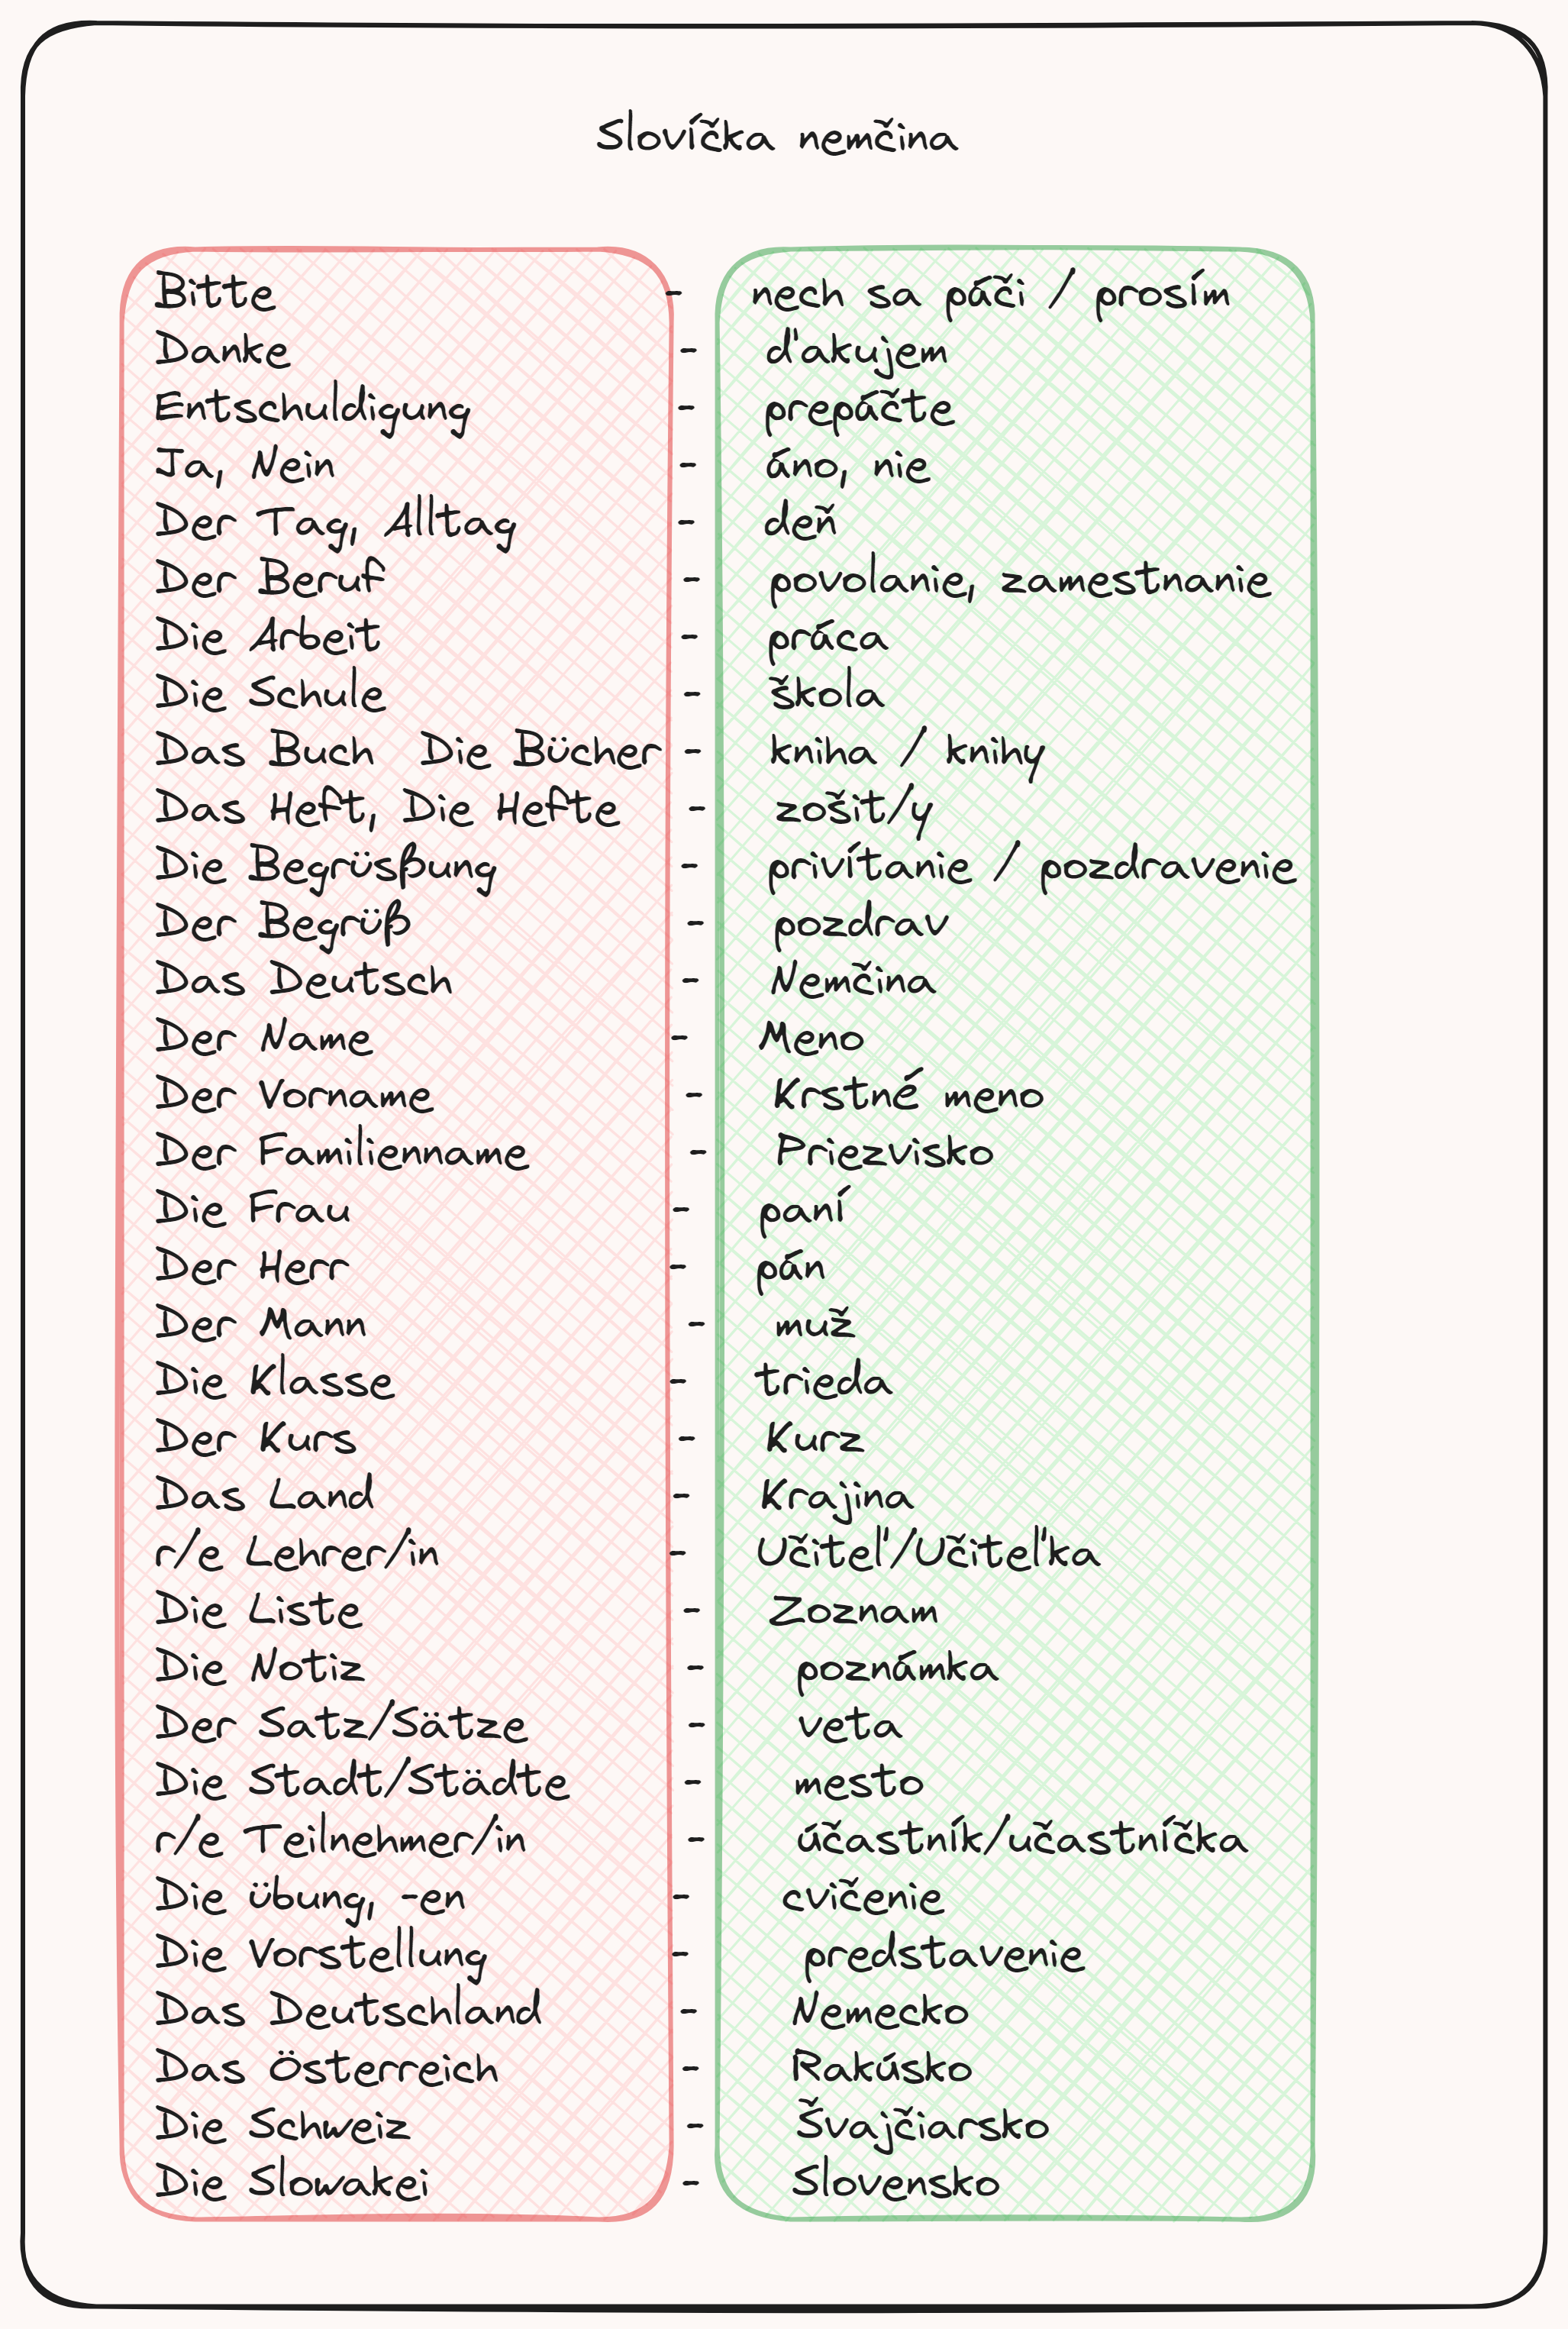 Slovíčka nemčina
Bitte - nech sa páči / prosím
Danke - ďakujem
Entschuldigung - prepáčte
Ja, Nein - áno, nie
Der Tag, Alltag - deň
Der Beruf - povolanie, zamestnanie
Die Arbeit - práca
Die Schule - škola
Das Buch Die Bücher - kniha / knihy
Das Heft, Die Hefte - zošit/y
Die Begrüsßung - privítanie / pozdravenie
Der Begrüß - pozdrav
Das Deutsch - Nemčina
Der Name - Meno
Der Vorname - Krstné meno
Der Familienname - Priezvisko
Die Frau - paní
Der Herr - pán
Der Mann - muž
Die Klasse - trieda
Der Kurs - Kurz
Das Land - Krajina
r/e Lehrer/in - Učiteľ/Učiteľka
Die Liste - Zoznam
Die Notiz - poznámka
Der Satz/Sätze - veta
Die Stadt/Städte - mesto
r/e Teilnehmer/in - účastník/učastníčka
Die übung, -en - cvičenie
Die Vorstellung - predstavenie
Das Deutschland - Nemecko
Das Österreich - Rakúsko
Die Schweiz - Švajčiarsko
Die Slowakei - Slovensko